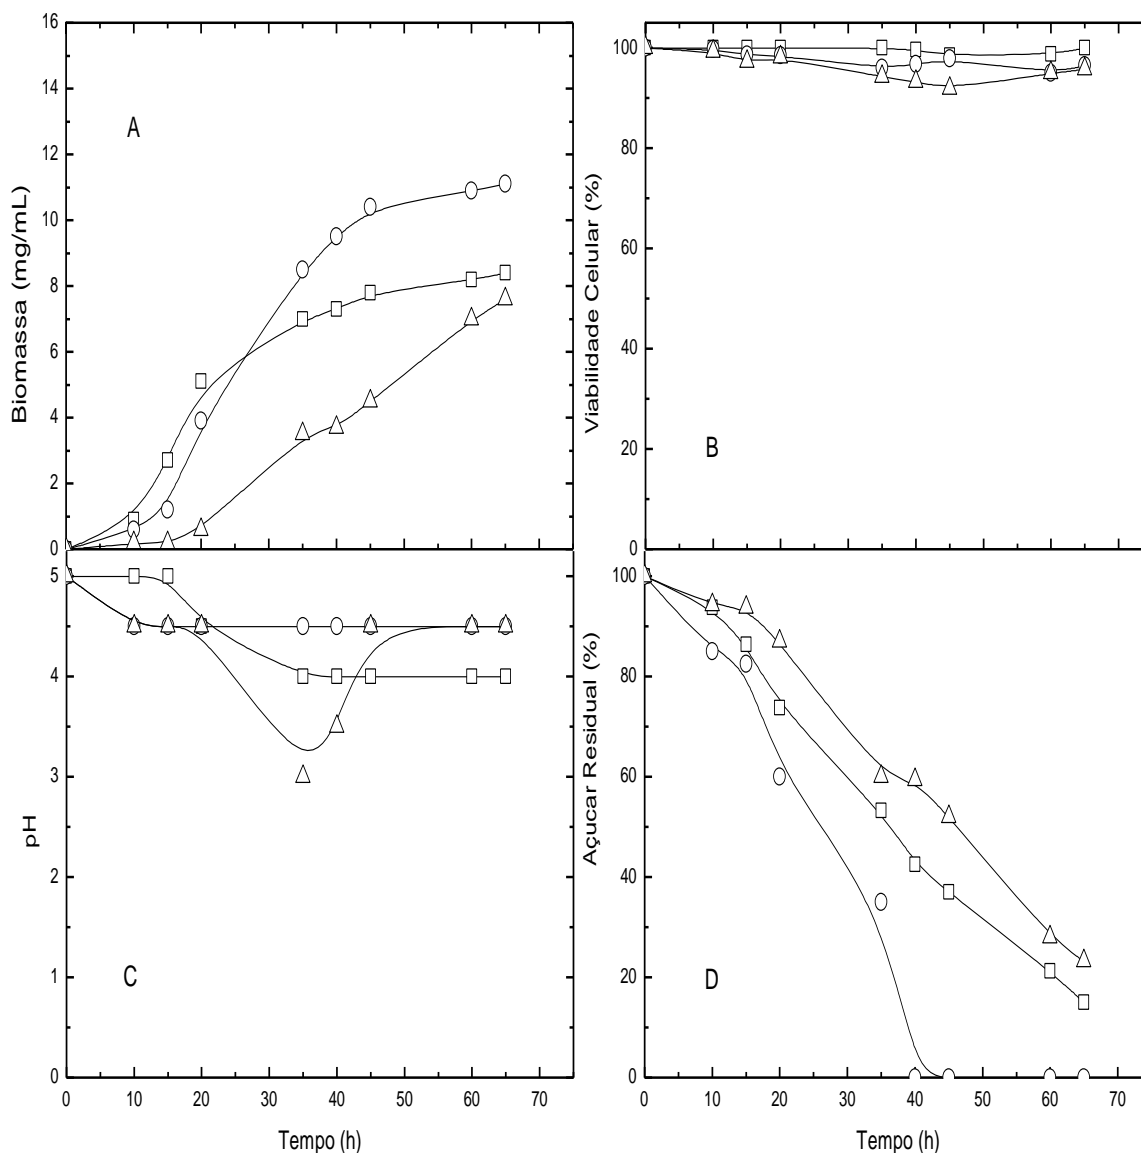 16
14
12
10
8
6
4
2
0
Biomassa (mg/mL)
A
100
80
60
40
20
0
Viabilidade Celular (%)
B
5
4
3
2
1
0
pH
C
0 10 20 30 40 50 60 70
Tempo (h)
100
80
60
40
20
0
Açucar Residual (%)
D
0 10 20 30 40 50 60 70
Tempo (h)